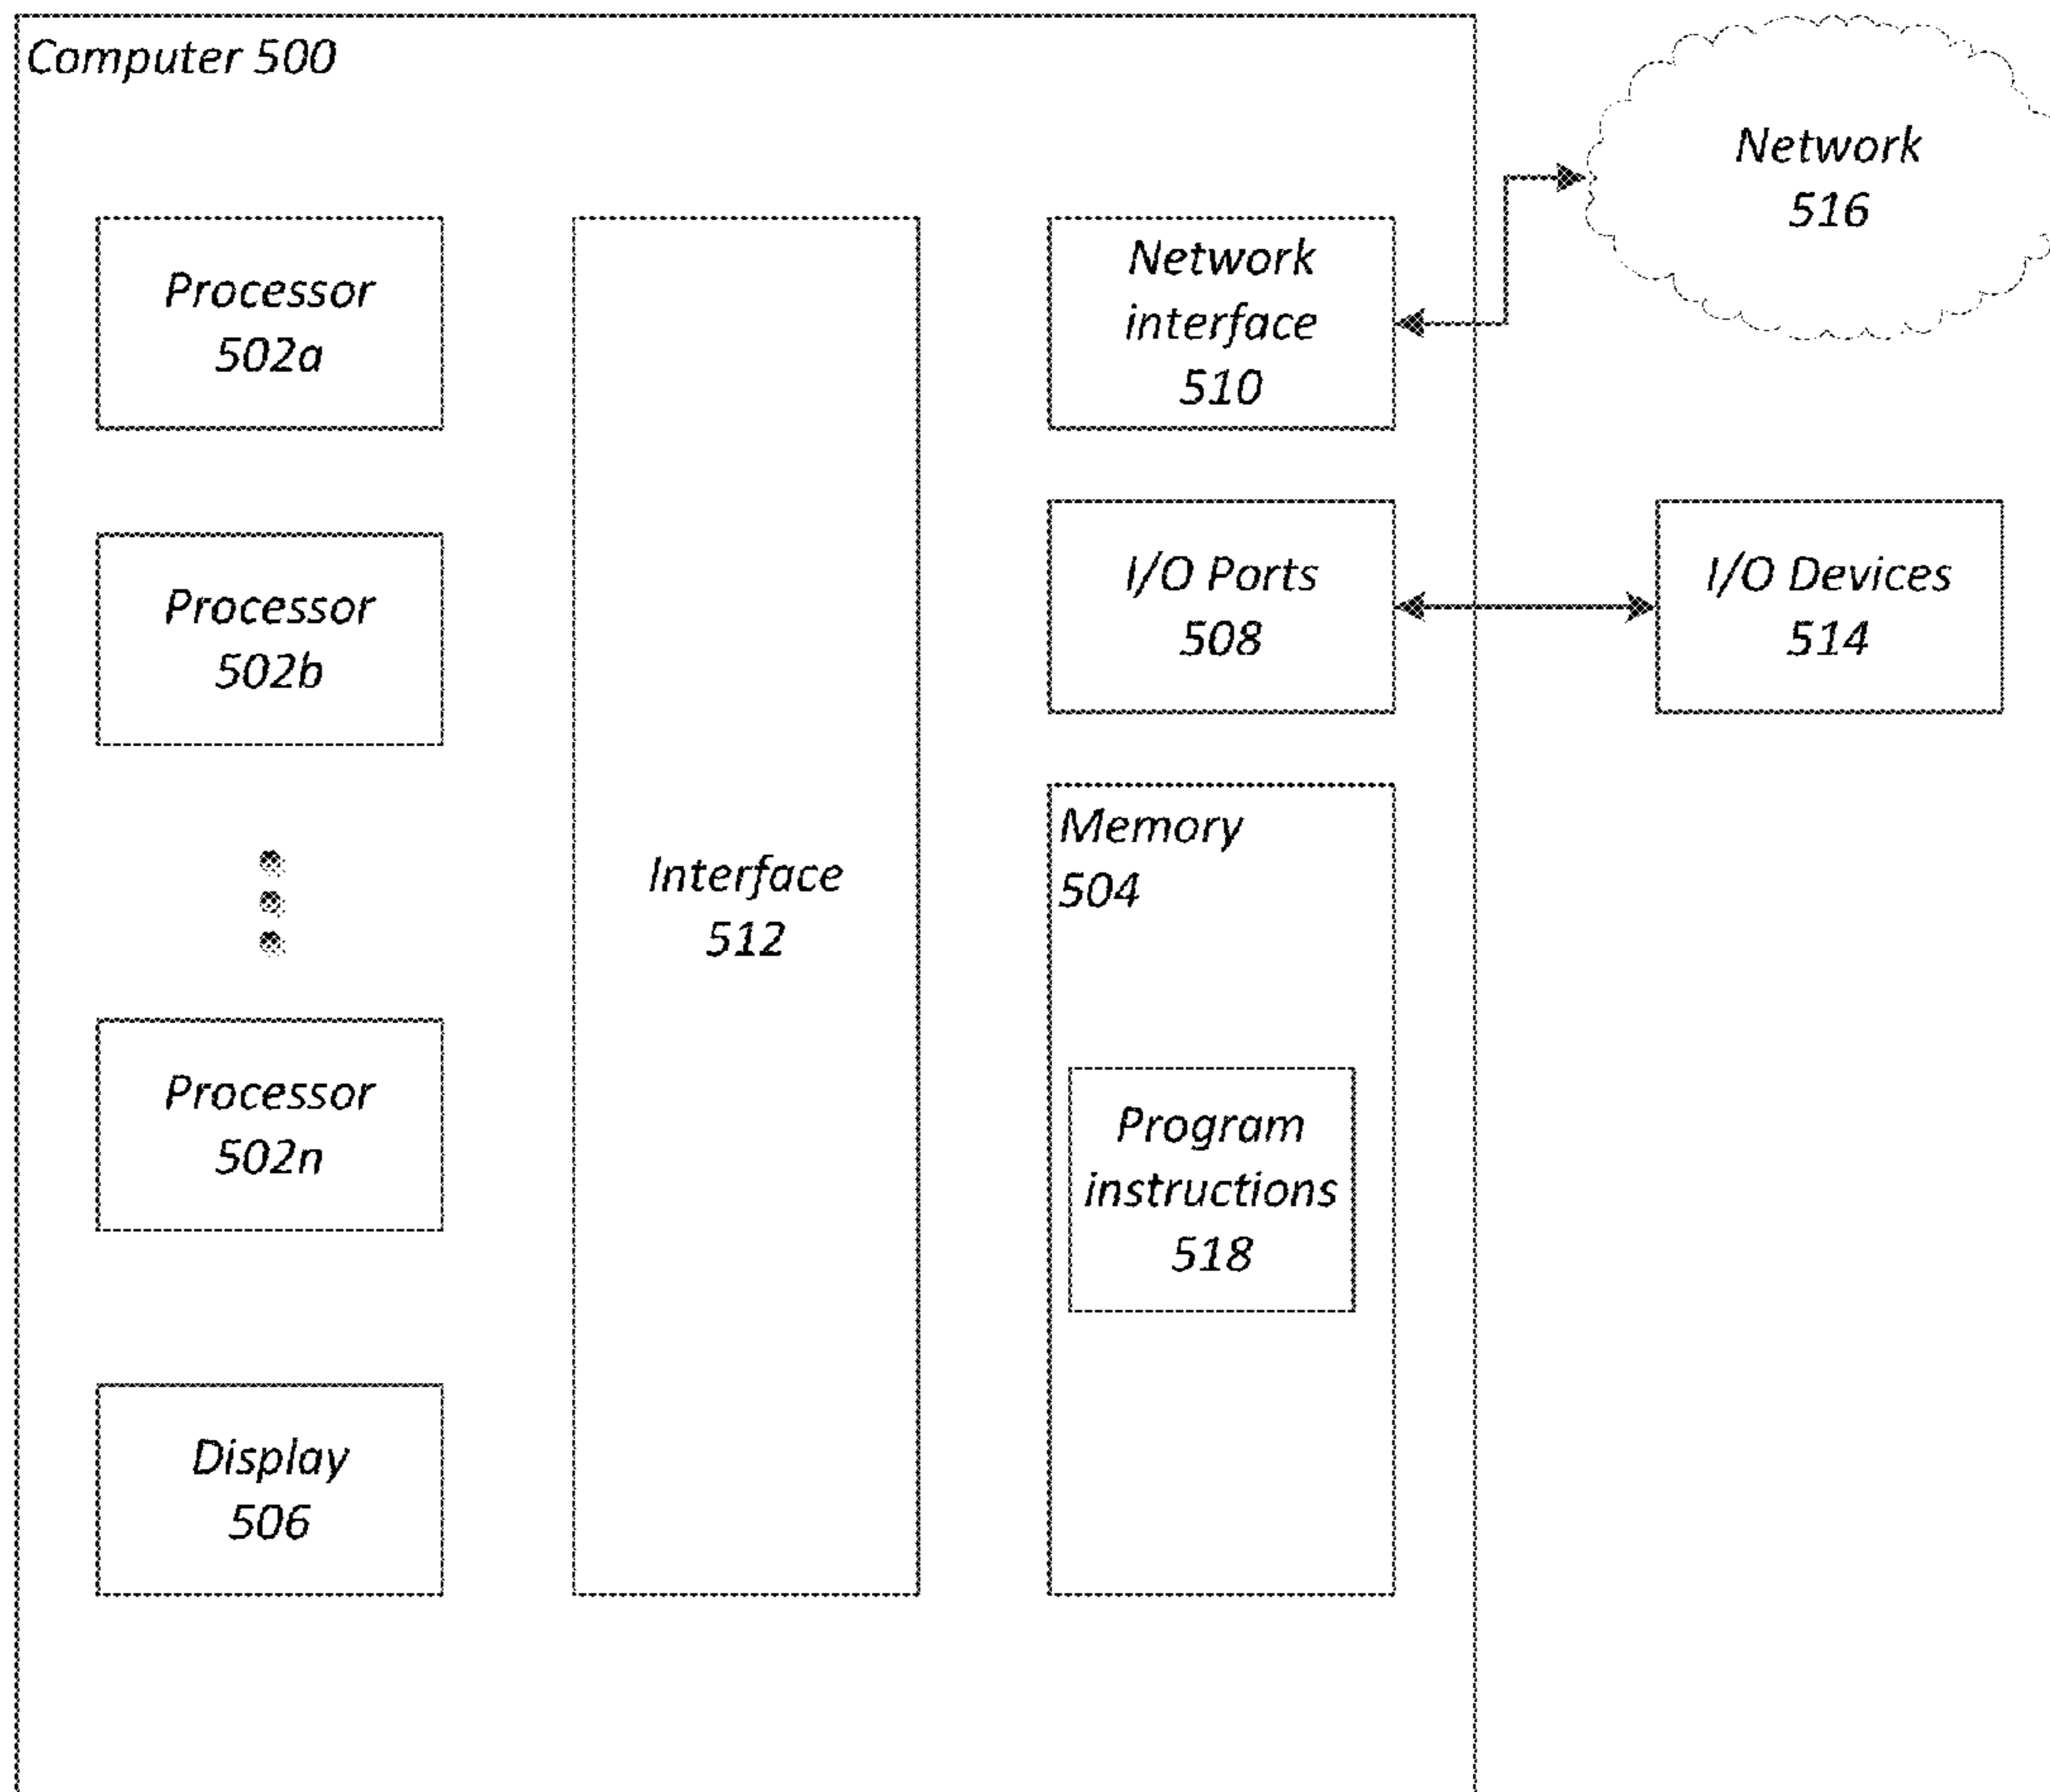 Computer 500
Processor
502a
Processor
502b
Processor
502n
Display
506
Interface
512
Network
interface
510
I/O Ports
508
Memory
504
Program
instructions
518
Network
516
I/O Devices
514